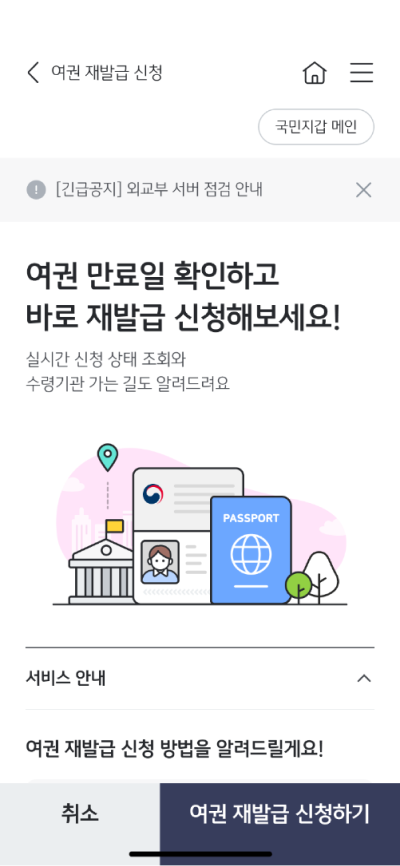 여권 재발급 신청
국민지갑 메인
[긴급공지] 외교부 서버 점검 안내
여권 만료일 확인하고
바로 재발급 신청해보세요!
실시간 신청 상태 조회와
수령기관 가는 길도 알려드려요
PASSPORT
서비스 안내
여권 재발급 신청 방법을 알려드릴게요!
취소
여권 재발급 신청하기